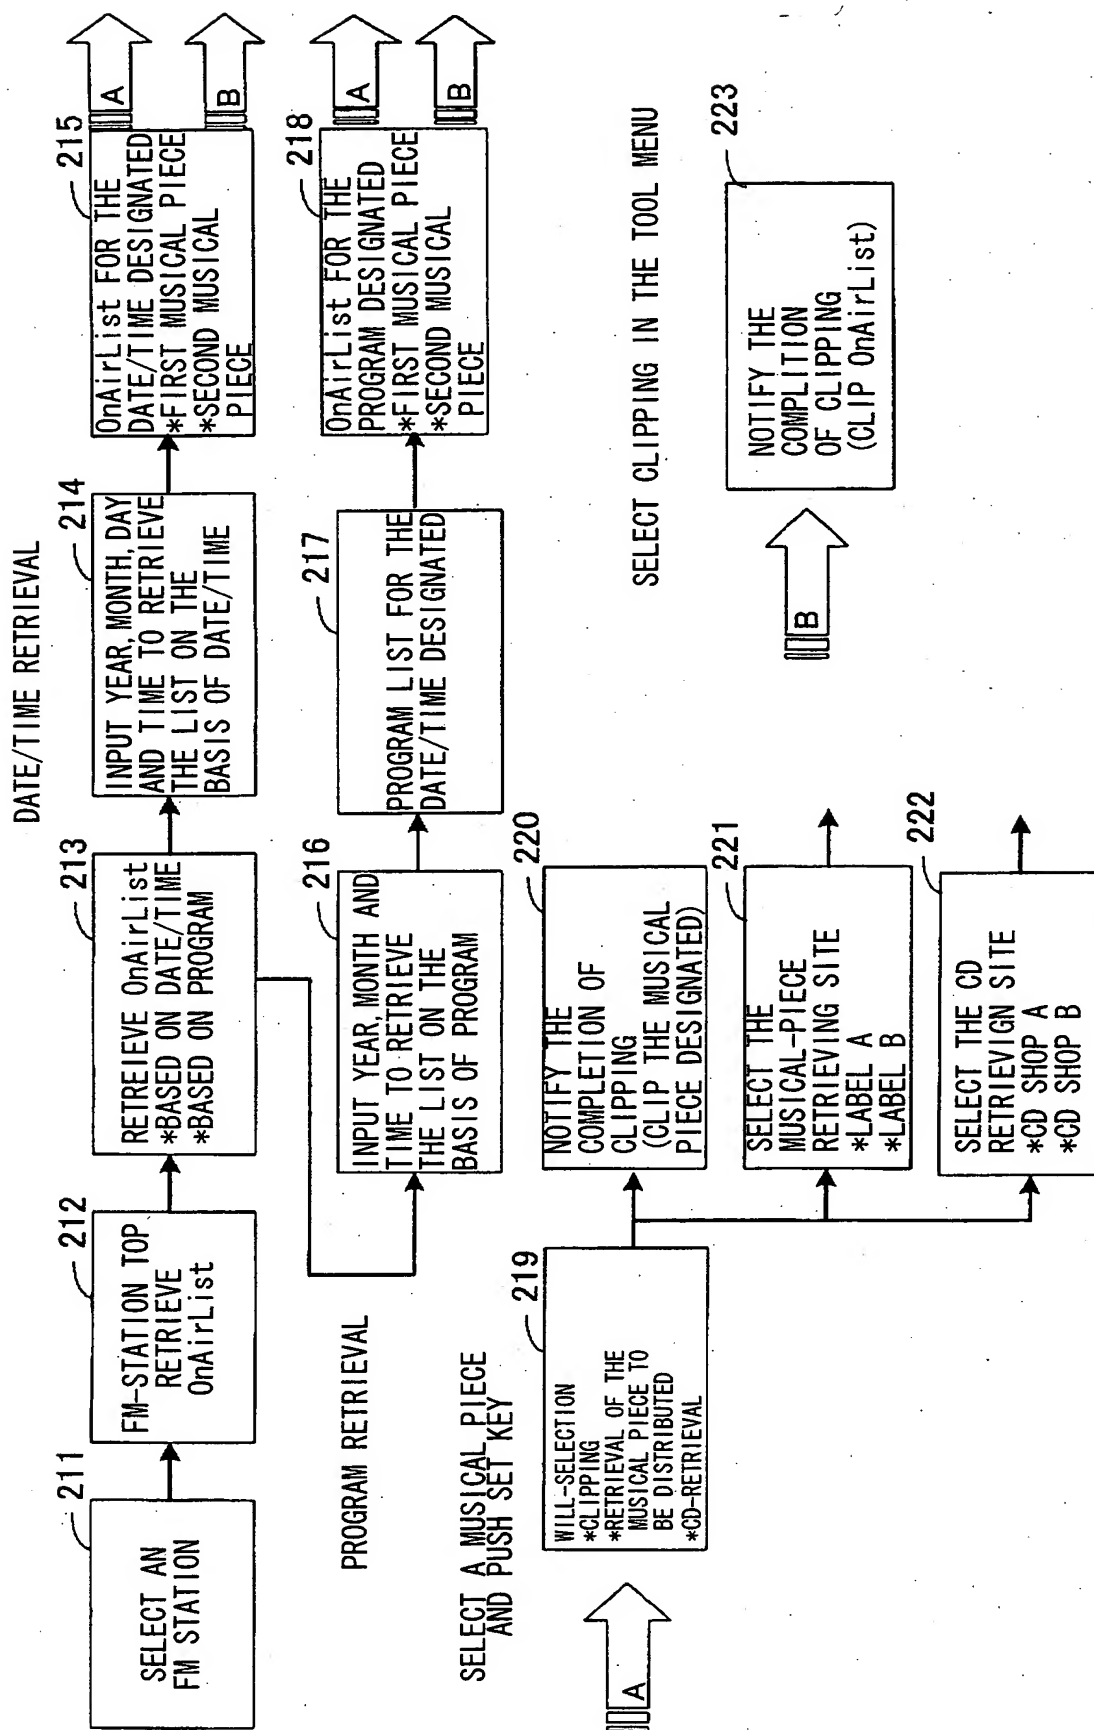 DATE/TIME RETRIEVAL
211
SELECT AN
FM STATION
212
FM-STATION TOP
RETRIEVE
OnAirList
213
RETREIEVE OnAirList
*BASED ON DATE/TIME
*BASED ON PROGRAM
214
INPUT YEAR, MONTH, DAY
AND TIME TO RETRIEVE
THE LIST ON THE
BASIS OF DATE/TIME
215
OnAirList FOR THE
DATE/TIME DESIGNATED
*FIRST MUSICAL PIECE
*SECOND MUSICAL
PIECE
A
B
PROGRAM RETRIEVAL
216
INPUT YEAR, MONTH AND
TIME TO RETRIEVE
THE LIST ON THE
BASIS OF PROGRAM
217
PROGRAM LIST FOR THE
DATE/TIME DESIGNATED
218
OnAirList FOR THE
PROGRAM DESIGNATED
*FIRST MUSICAL PIECE
*SECOND MUSICAL
PIECE
A
B
SELECT A MUSICAL PIECE
AND PUSH SET KEY
A
219
WILL-SELECTION
*CLIPPING
*RETRIEVAL OF THE
MUSICAL PIECE TO
BE DISTRIBUTED
*CD-RETRIEVAL
220
NOTIFY THE
COMPLETION OF
CLIPPING
(CLIP THE MUSICAL
PIECE DESIGNATED)
221
SELECT THE
MUSICAL-PIECE
RETRIEVING SITE
*LABEL A
*LABEL B
222
SELECT THE CD
RETRIEVIGN SITE
*CD SHOP A
*CD SHOP B
SELECT CLIPPING IN THE TOOL MENU
B
223
NOTIFY THE
COMPLITION
OF CLIPPING
(CLIP OnAirList)